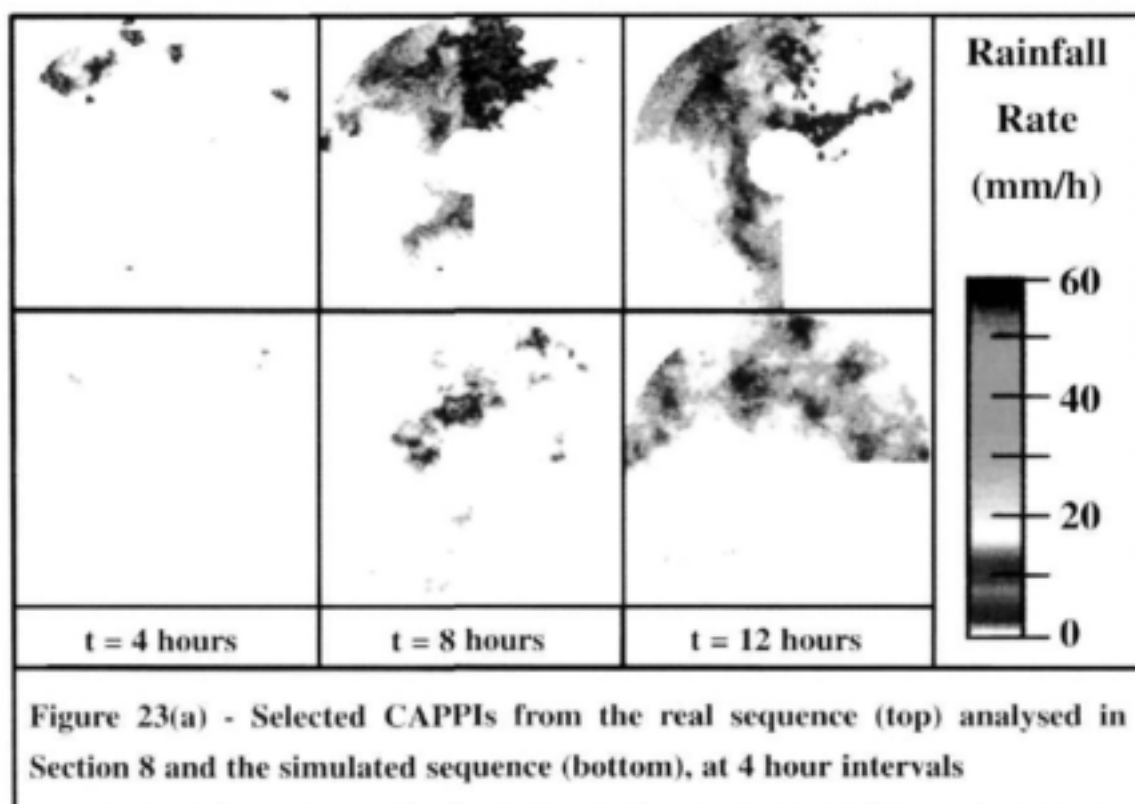 Rainfall
Rate
(mm/h)
60
40
20
0
t = 4 hours
t = 8 hours
t = 12 hours
Figure 23(a) - Selected CAPPIs from the real sequence (top) analysed in
Section 8 and the simulated sequence (bottom), at 4 hour intervals